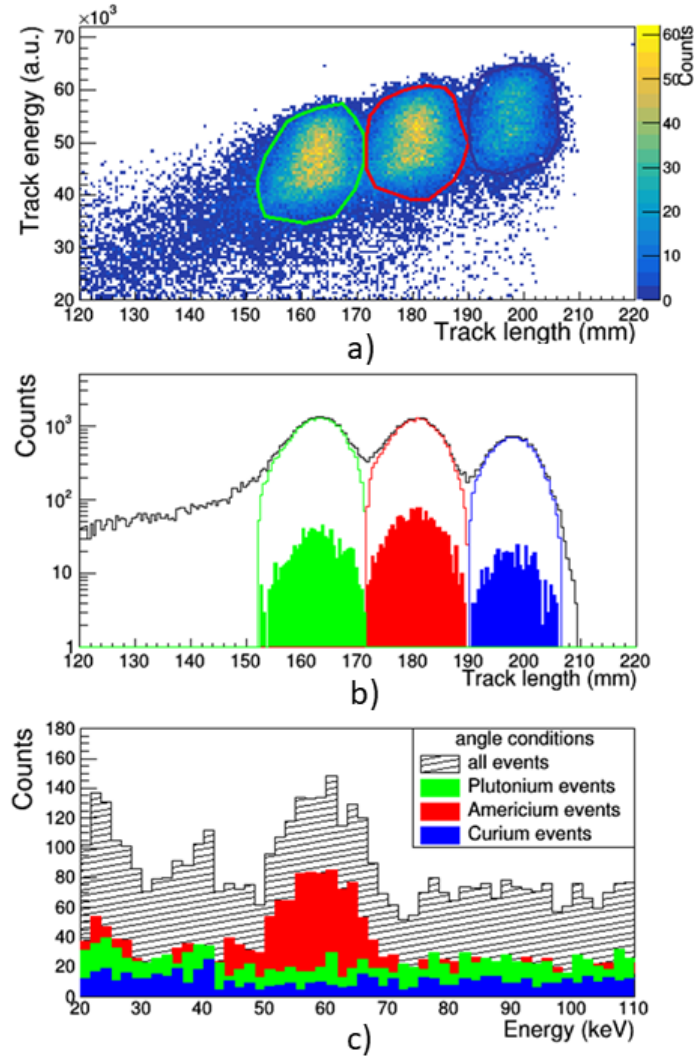 ×10³
Track energy (a.u.)
70
60
50
40
30
20
120 130 140 150 160 170 180 190 200 210 220
Track length (mm)
60
50
40
30
20
10
0
Counts
a)
Counts
10³
10²
10
1
120 130 140 150 160 170 180 190 200 210 220
Track length (mm)
b)
Counts
180
160
140
120
100
80
60
40
20
0
angle conditions
all events
Plutonium events
Americium events
Curium events
20 30 40 50 60 70 80 90 100 110
Energy (keV)
c)